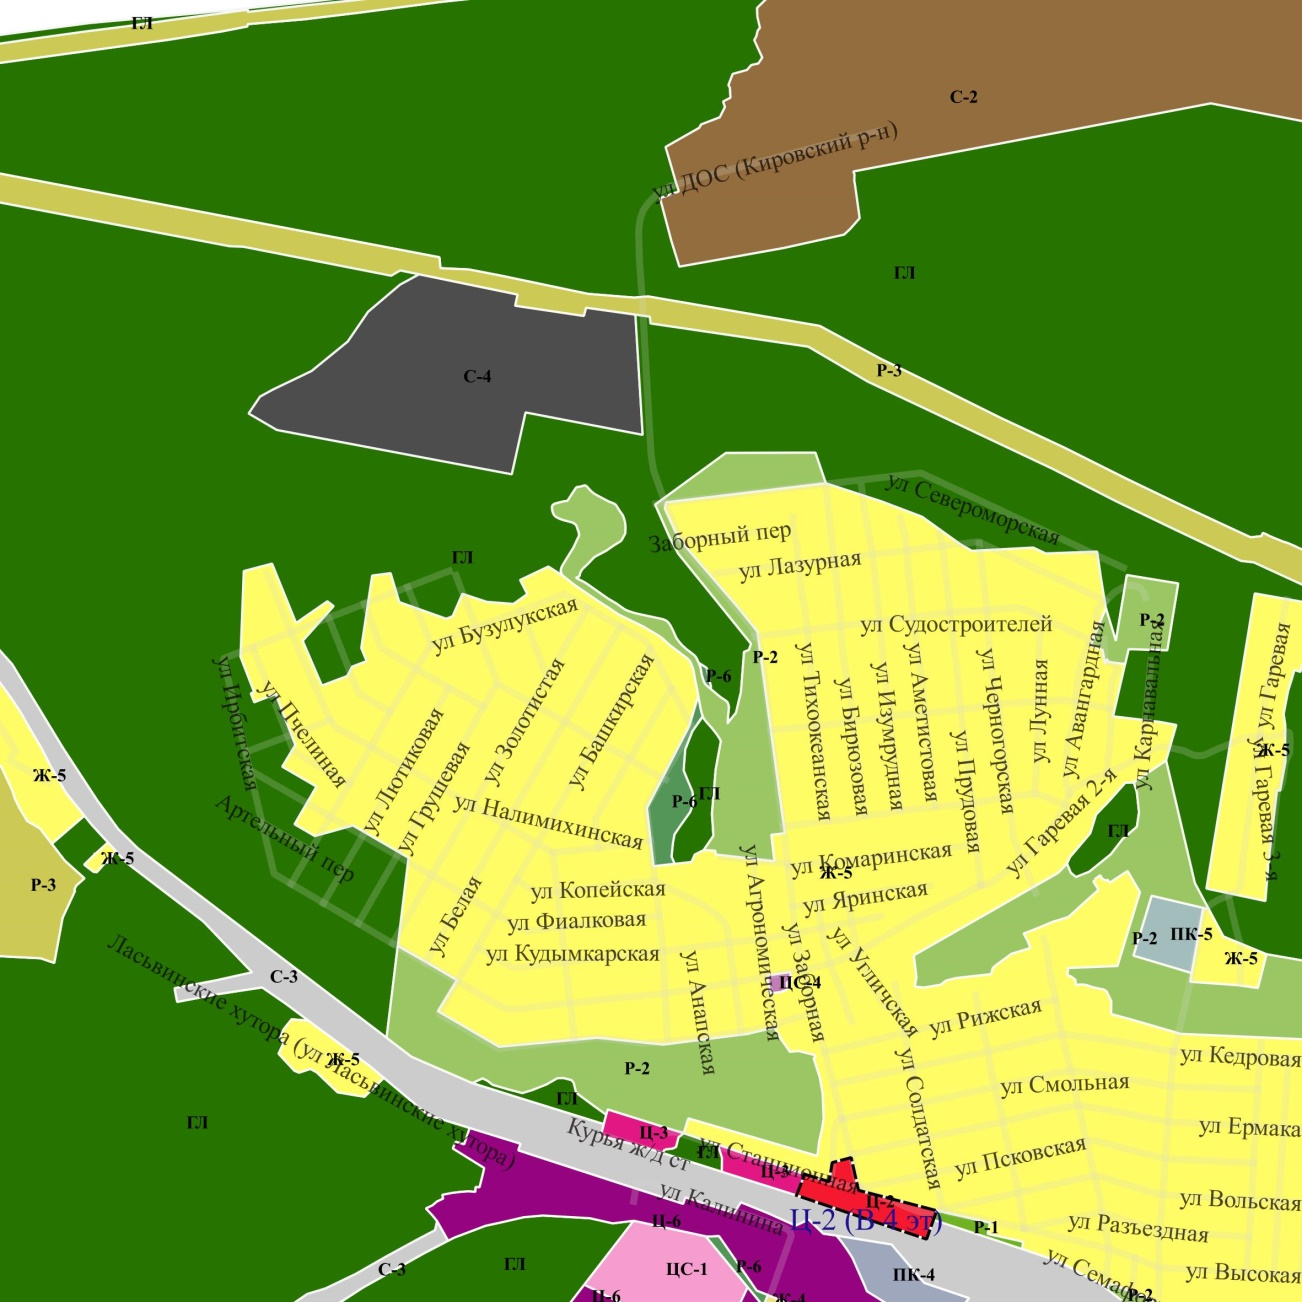 ГЛ
С-2
ул ДОС (Кировский р-н)
ГЛ
Р-3
С-4
ул Североморская
Заборный пер
ул Лазурная
ГЛ
ул Бузулукская
ул Судостроителей
Р-2
Р-2
Р-6
ул Ирбитская
ул Пчелиная
ул Лютиковая
ул Грушевая
ул Золотистая
ул Башкирская
ул Тихоокеанская
ул Бирюзовая
ул Изумрудная
ул Аметистовая
ул Прудовая
ул Черногорская
ул Лунная
ул Авангардная
ул Карнавальная
ул Гаревая
Ж-5
ул Гаревая 3-я
Ж-5
Р-6
ГЛ
ул Налимихинская
Артельный пер
ул Гаревая 2-я
ГЛ
Ж-5
ул Комаринская
Ж-5
Р-3
ул Копейская
ул Яринская
ул Белая
ул Фиалковая
ул Кудымкарская
ул Агрономическая
ул Заборная
ул Угличская
Р-2
ПК-5
Ж-5
С-3
ЦС-4
ул Анапская
ул Рижская
Ласьвинские хутора (ул Ласьвинские хутора)
Ж-5
Р-2
ул Кедровая
ул Смольная
ул Солдатская
ГЛ
ГЛ
Ц-3
ул Ермака
Курья ж/д ст
ГЛ
ул Станционная
Ц-3
ул Псковская
ул Калинина
Ц-2
ул Вольская
Ц-6
Ц-2 (В 4 эт)
Р-1
ул Разъездная
ГЛ
С-3
ЦС-1
Р-6
ПК-4
ул Высокая
Ц-6
Ж-4
Р-2